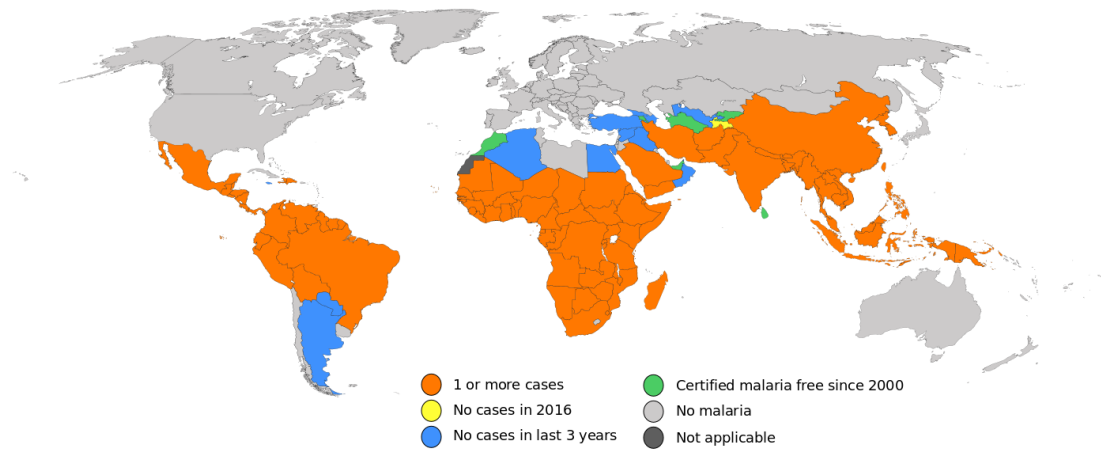 1 or more cases
No cases in 2016
No cases in last 3 years
Certified malaria free since 2000
No malaria
Not applicable